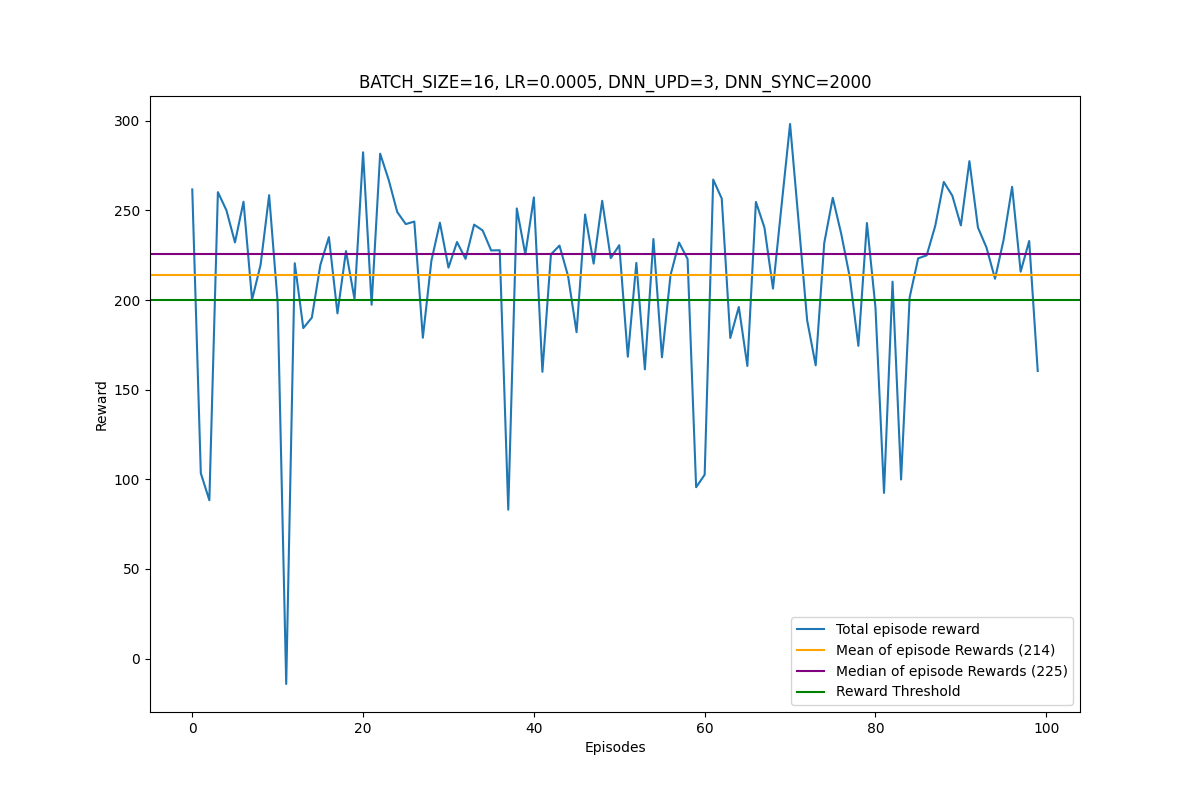 BATCH_SIZE=16, LR=0.0005, DNN_UPD=3, DNN_SYNC=2000
300
250
200
150
100
50
0
Reward
Total episode reward
Mean of episode Rewards (214)
Median of episode Rewards (225)
Reward Threshold
0 20 40 60 80 100
Episodes